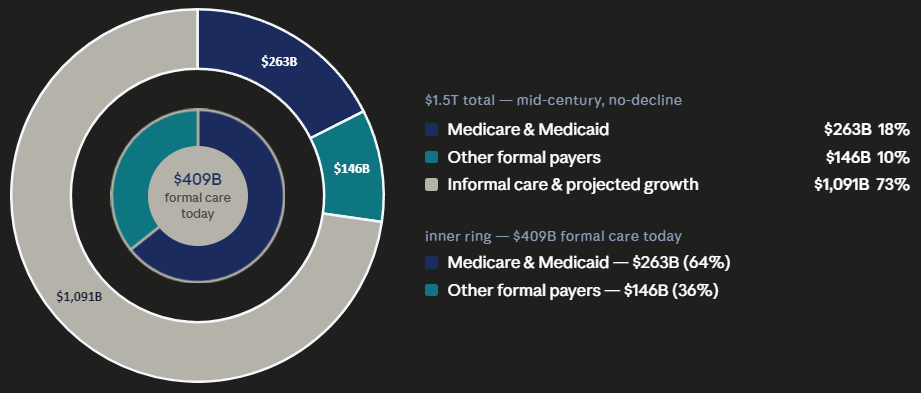 $263B
$146B
$1,091B
$409B
formal care
today
$1.5T total — mid-century, no-decline
Medicare & Medicaid $263B 18%
Other formal payers $146B 10%
Informal care & projected growth $1,091B 73%
inner ring — $409B formal care today
Medicare & Medicaid — $263B (64%)
Other formal payers — $146B (36%)